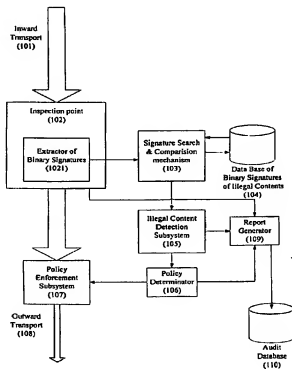 Inward
Transport
(101)
Inspection point
(102)
Extractor of
Binary Signatures
(1021)
Signature Search
& Comparision
mechanism
(103)
Data Base of
Binary Signatures
of Illegal Contents
(104)
Illegal Content
Detection
Subsystem
(105)
Report
Generator
(109)
Policy
Enforcement
Subsystem
(107)
Policy
Determinator
(106)
Outward
Transport
(108)
Audit
Database
(110)